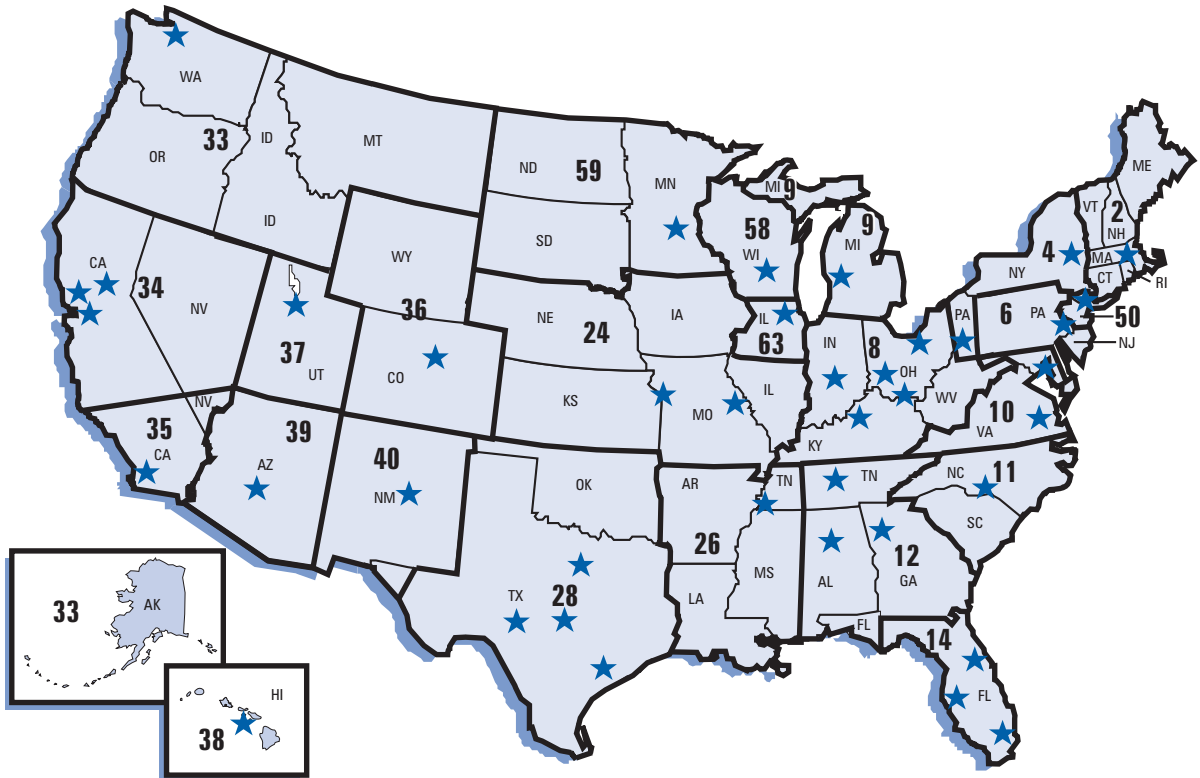 WA
MT
ND
59
MN
MI
9
ME
OR
33
ID
ID
SD
58
WI
MI
9
VT
2
NH
4
NY
MA
CT
RI
CA
34
NV
WY
36
NE
24
IA
IL
63
IN
8
OH
PA
6
PA
50
NJ
37
UT
CO
KS
MO
IL
KY
WV
10
VA
NV
35
CA
39
AZ
40
NM
OK
AR
26
TN
TN
NC
11
SC
TX
28
LA
MS
AL
12
GA
FL
14
FL
33
AK
HI
38